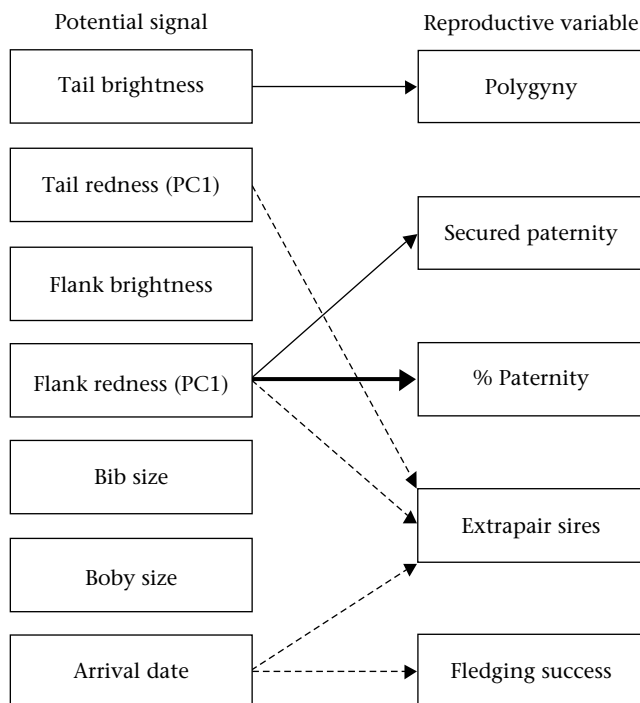 Potential signal
Reproductive variable
Tail brightness
Polygyny
Tail redness (PC1)
Secured paternity
Flank brightness
Flank redness (PC1)
% Paternity
Bib size
Extrapair sires
Boby size
Arrival date
Fledging success